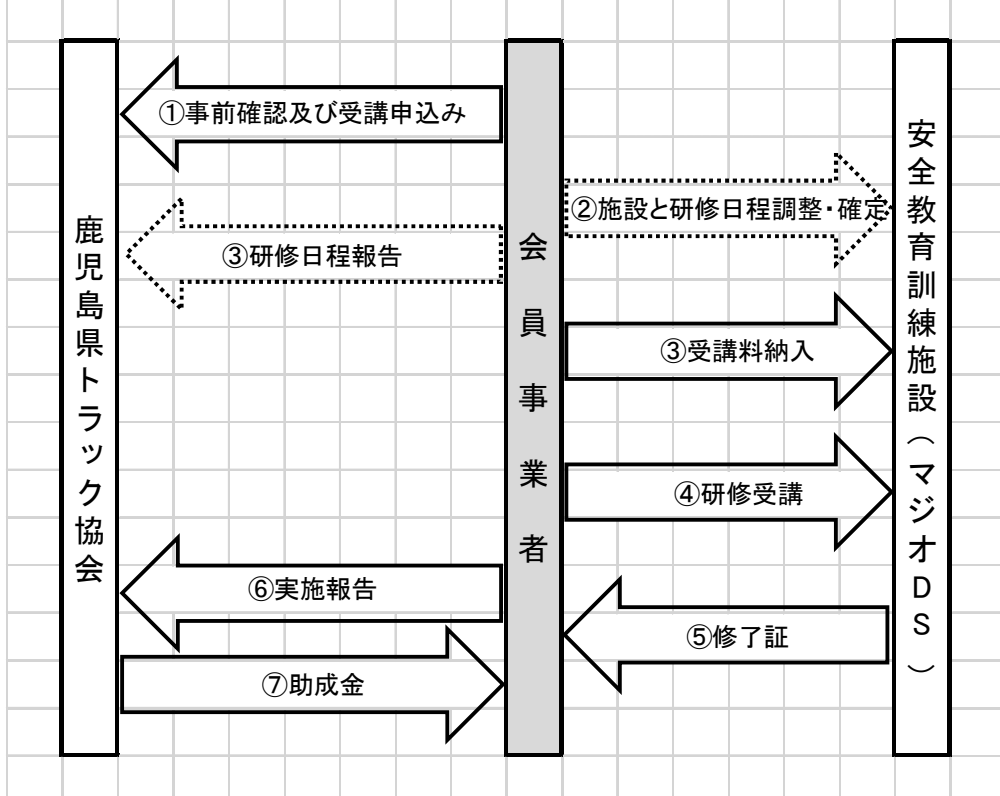 鹿児島県トラック協会
会員事業者
安全教育訓練施設（マジオDS）
①事前確認及び受講申込み
②施設と研修日程調整・確定
③研修日程報告
③受講料納入
④研修受講
⑤修了証
⑥実施報告
⑦助成金